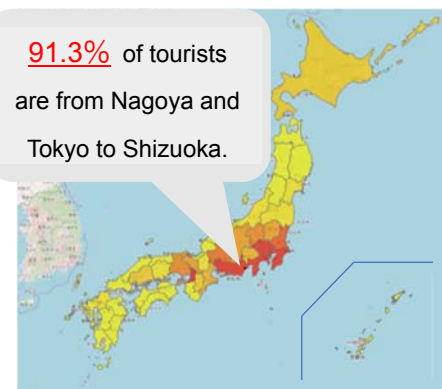 91.3% of tourists
are from Nagoya and
Tokyo to Shizuoka.